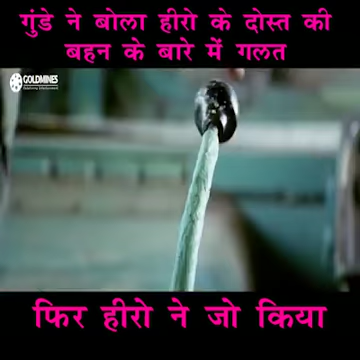 गुंडे ने बोला हीरो के दोस्त की
बहन के बारे में गलत
GOLDMINES
फिर हीरो ने जो किया